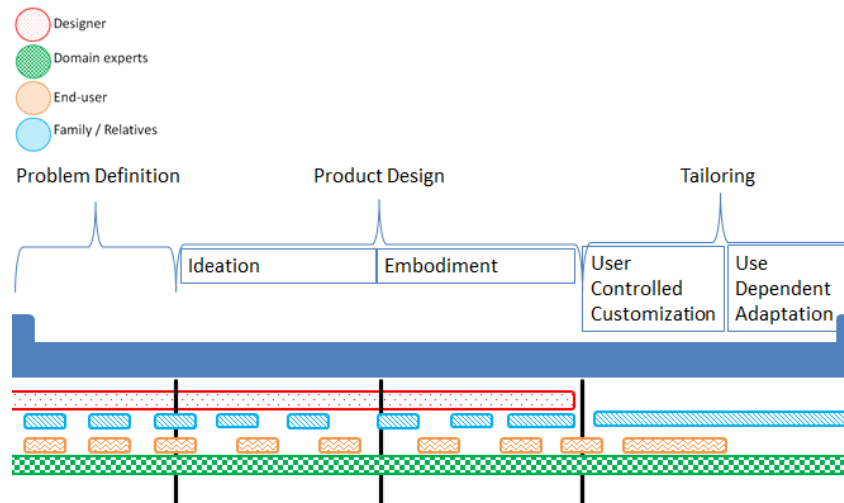 Designer
Domain experts
End-user
Family / Relatives
Problem Definition
Product Design
Tailoring
Ideation
Embodiment
User
Controlled
Customization
Use
Dependent
Adaptation